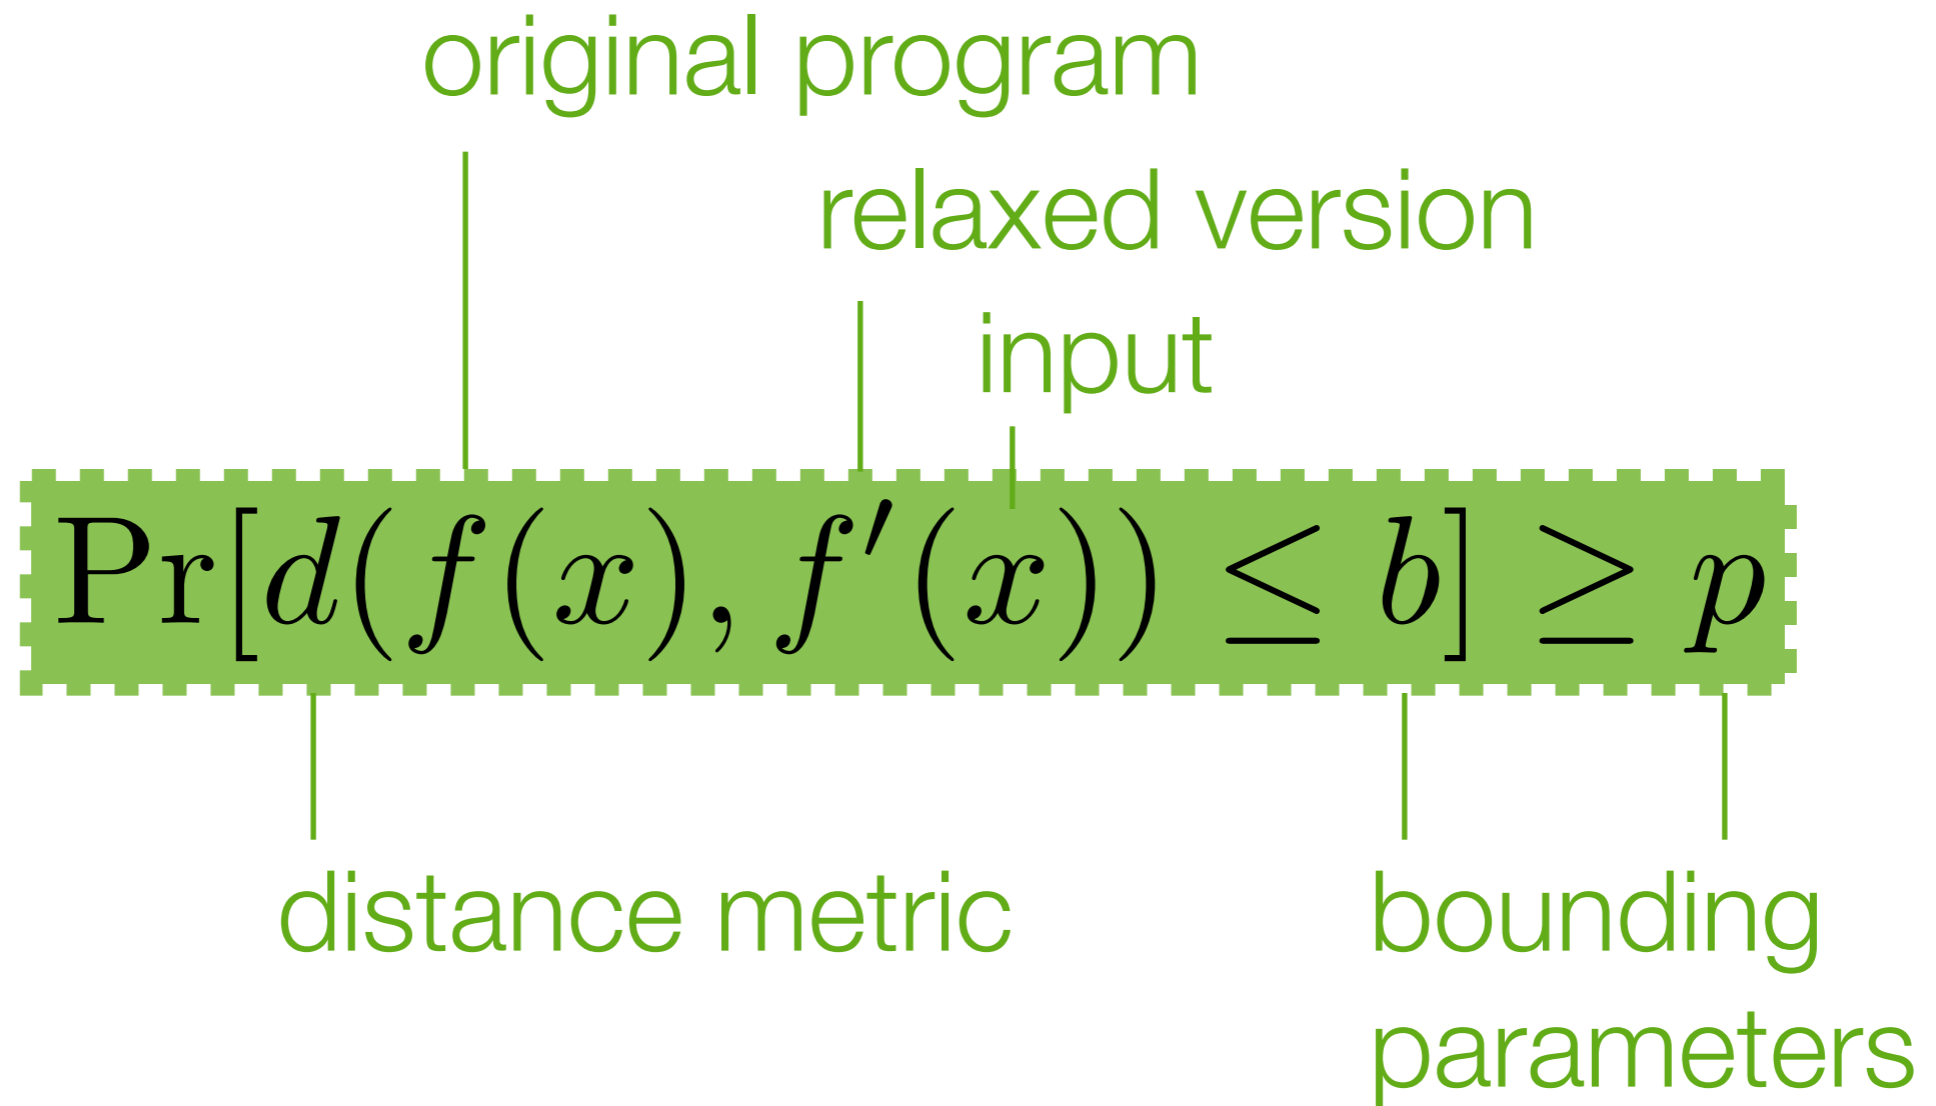 original program
relaxed version
input
Pr[d(f(x), f′(x)) ≤ b] ≥ p
distance metric
bounding
parameters